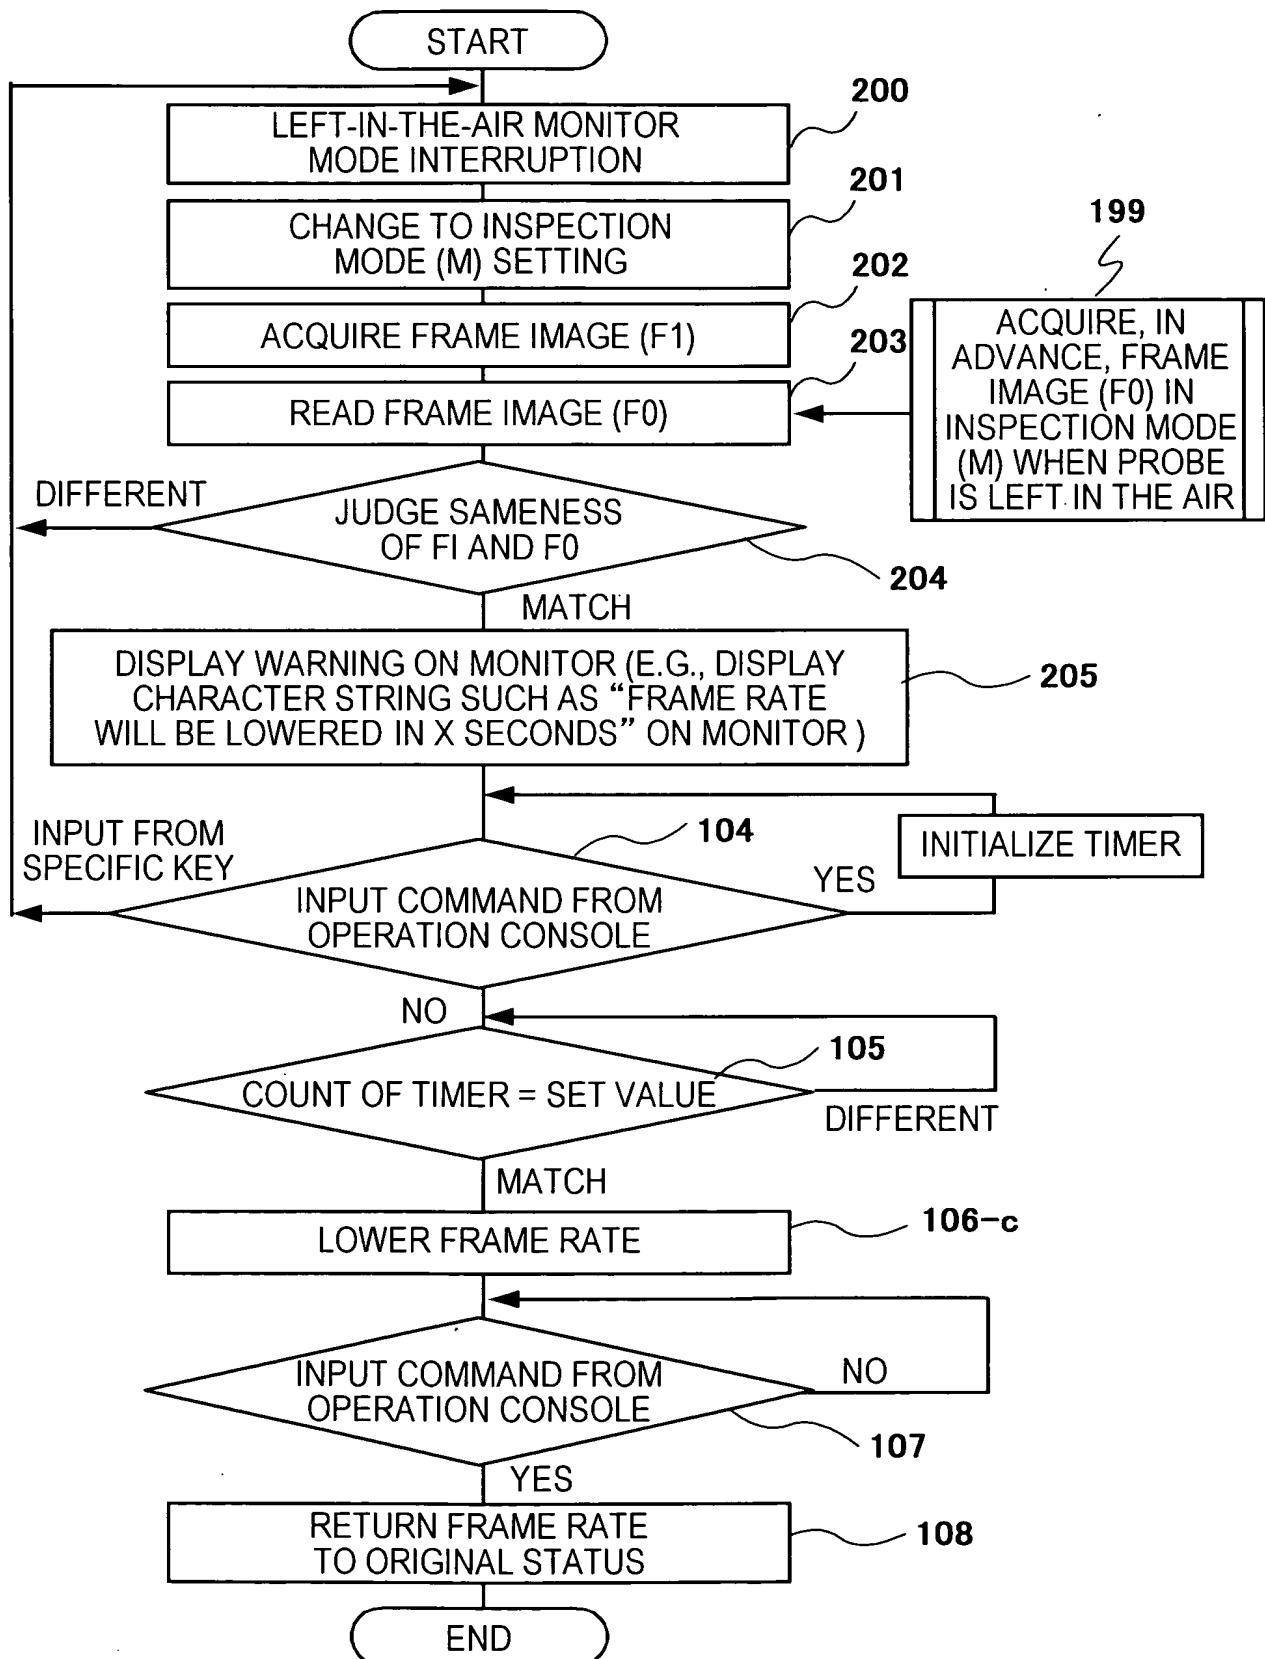 START
200
LEFT-IN-THE-AIR MONITOR
MODE INTERRUPTION
201
CHANGE TO INSPECTION
MODE (M) SETTING
199
202
ACQUIRE FRAME IMAGE (F1)
203
READ FRAME IMAGE (F0)
ACQUIRE, IN
ADVANCE, FRAME
IMAGE (F0) IN
INSPECTION MODE
(M) WHEN PROBE
IS LEFT IN THE AIR
DIFFERENT
JUDGE SAMENESS
OF FI AND F0
204
MATCH
DISPLAY WARNING ON MONITOR (E.G., DISPLAY
CHARACTER STRING SUCH AS “FRAME RATE
WILL BE LOWERED IN X SECONDS” ON MONITOR )
205
INPUT FROM
SPECIFIC KEY
104
INITIALIZE TIMER
YES
INPUT COMMAND FROM
OPERATION CONSOLE
NO
105
COUNT OF TIMER = SET VALUE
DIFFERENT
MATCH
LOWER FRAME RATE
106-c
INPUT COMMAND FROM
OPERATION CONSOLE
NO
107
YES
RETURN FRAME RATE
TO ORIGINAL STATUS
108
END